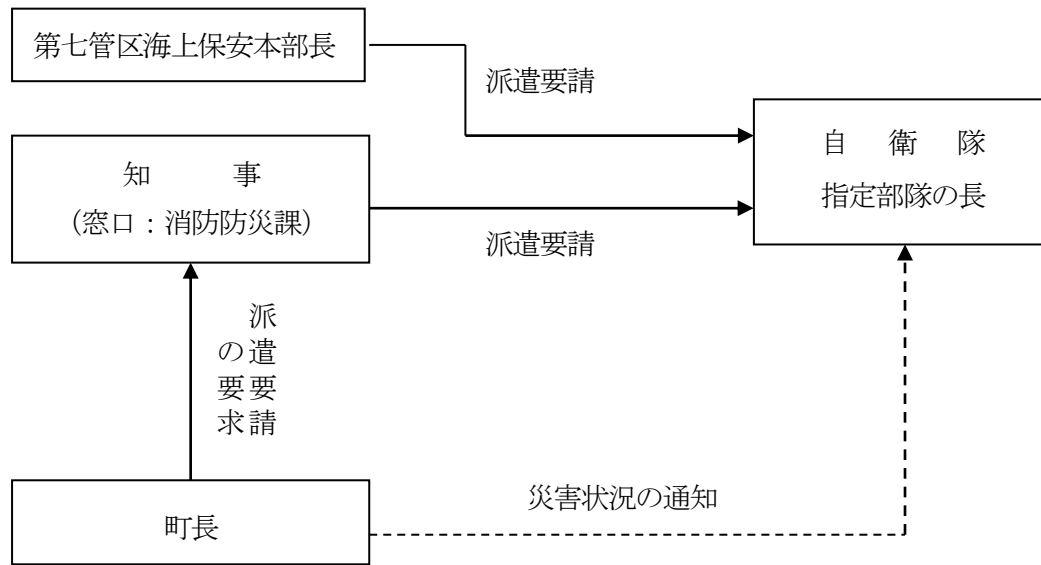 第七管区海上保安本部長
派遣要請
自　衛　隊
指定部隊の長
知　　事
(窓口：消防防災課)
派遣要請
派遣要請
の要求
災害状況の通知
町長